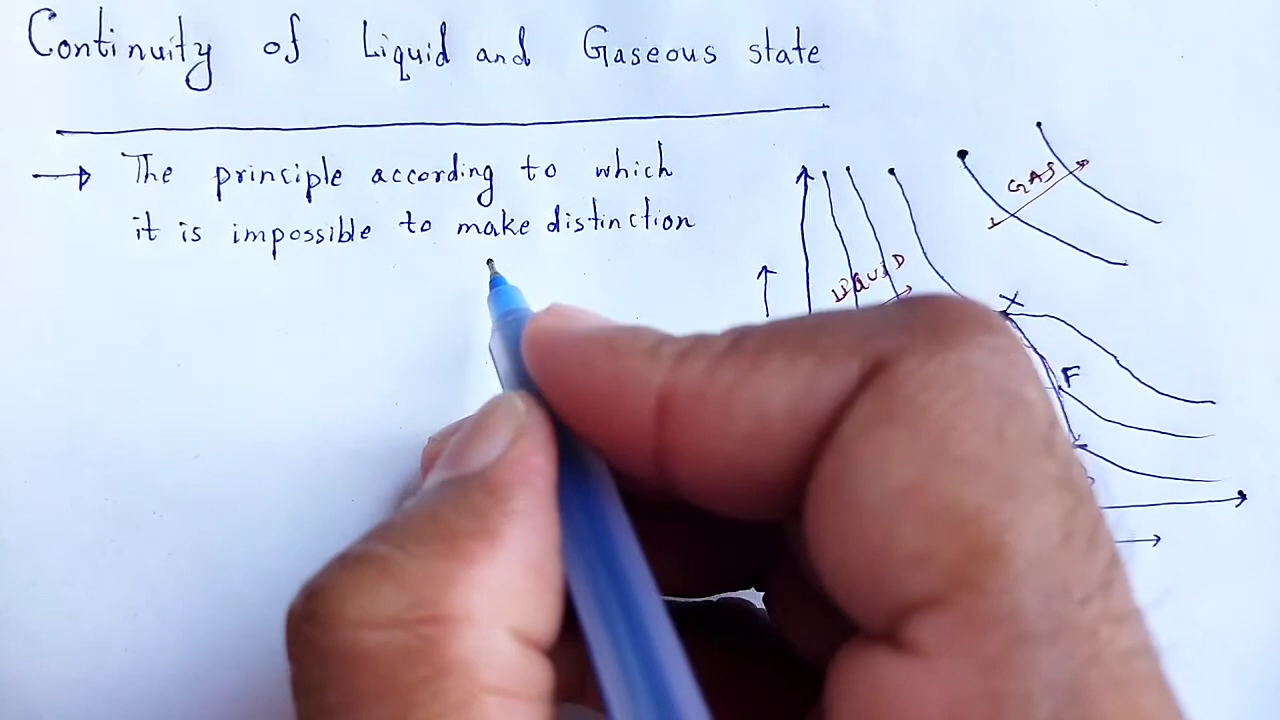 Continuity of Liquid and Gaseous state
The principle according to which
it is impossible to make distinction
GAS
LIQUID
X
F